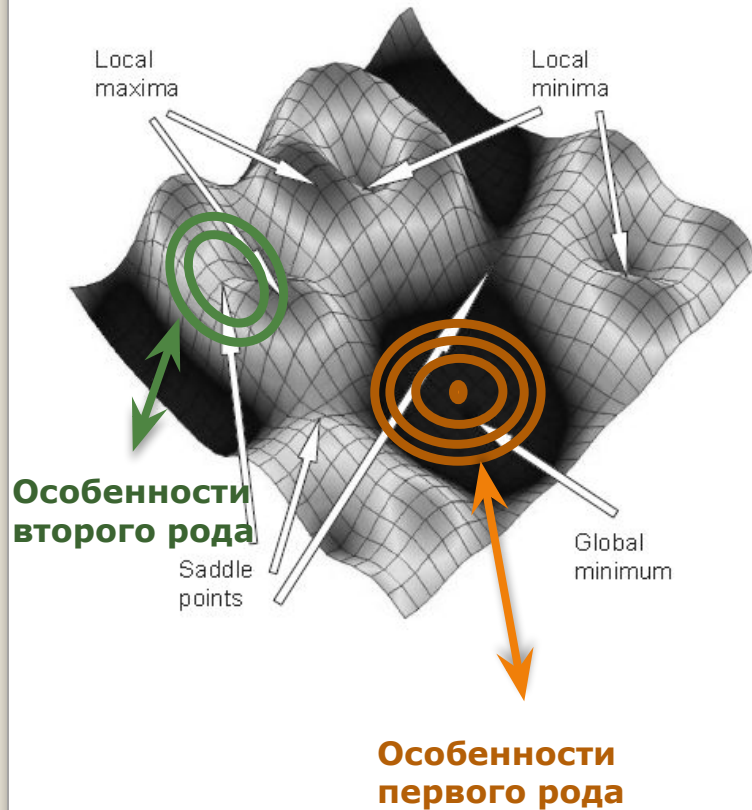 Local
maxima
Local
minima
Особенности
второго рода
Saddle
points
Global
minimum
Особенности
первого рода